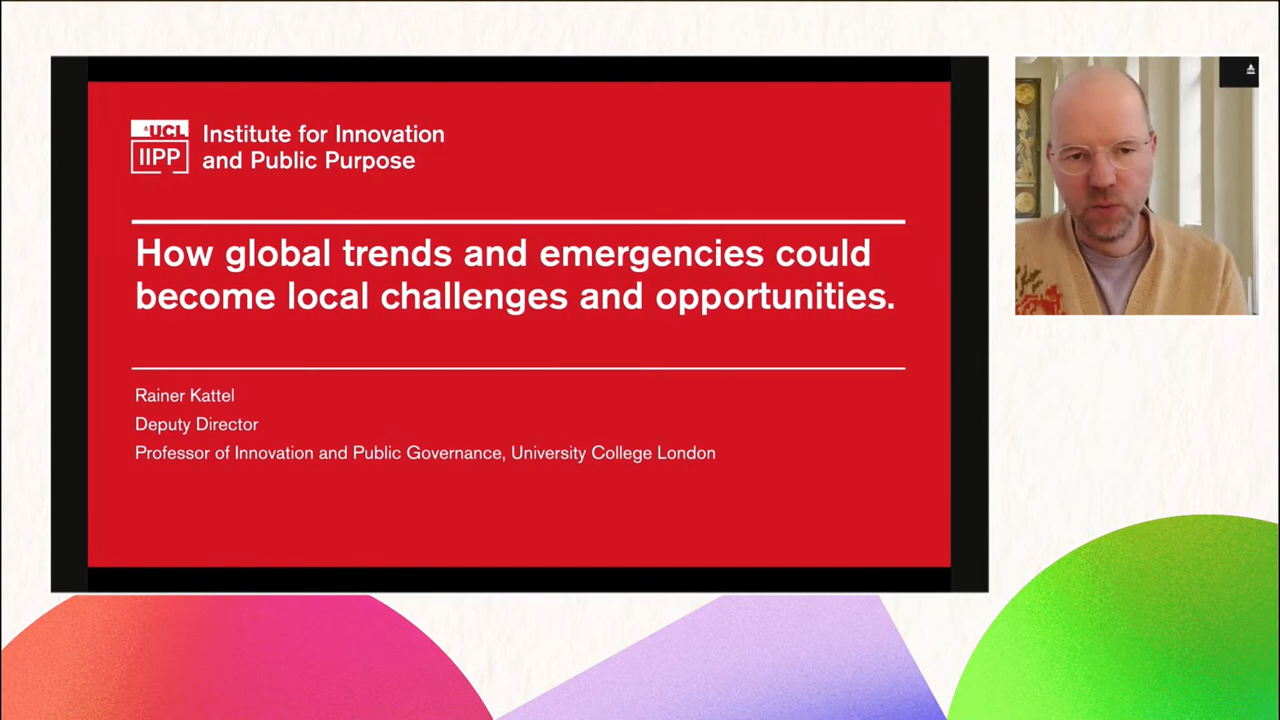 UCL
IIPP
Institute for Innovation
and Public Purpose
How global trends and emergencies could
become local challenges and opportunities.
Rainer Kattel
Deputy Director
Professor of Innovation and Public Governance, University College London